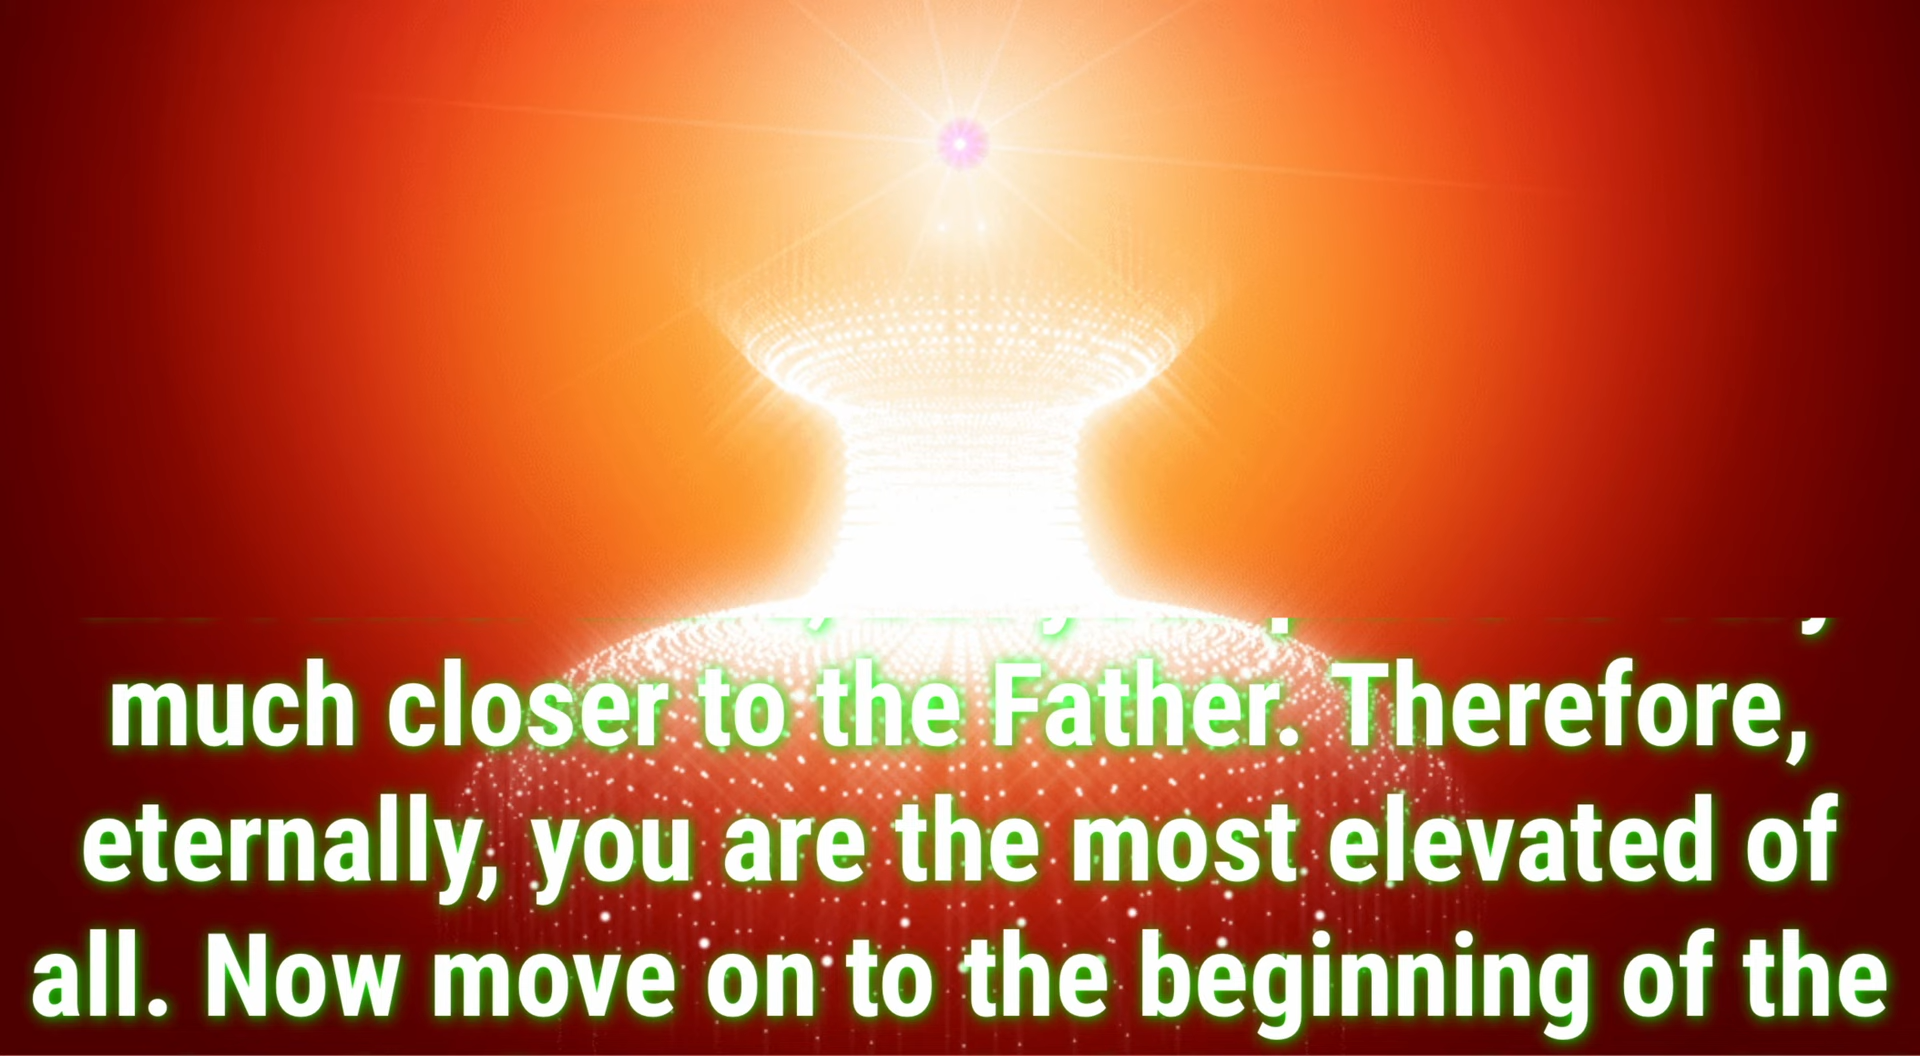 much closer to the Father. Therefore,
eternally, you are the most elevated of
all. Now move on to the beginning of the